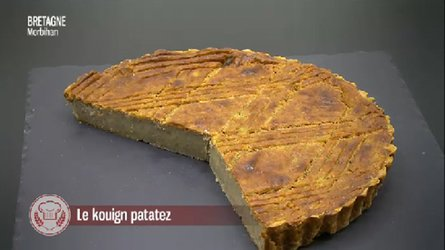 BRETAGNE
Morbihan
Le kouign patatez